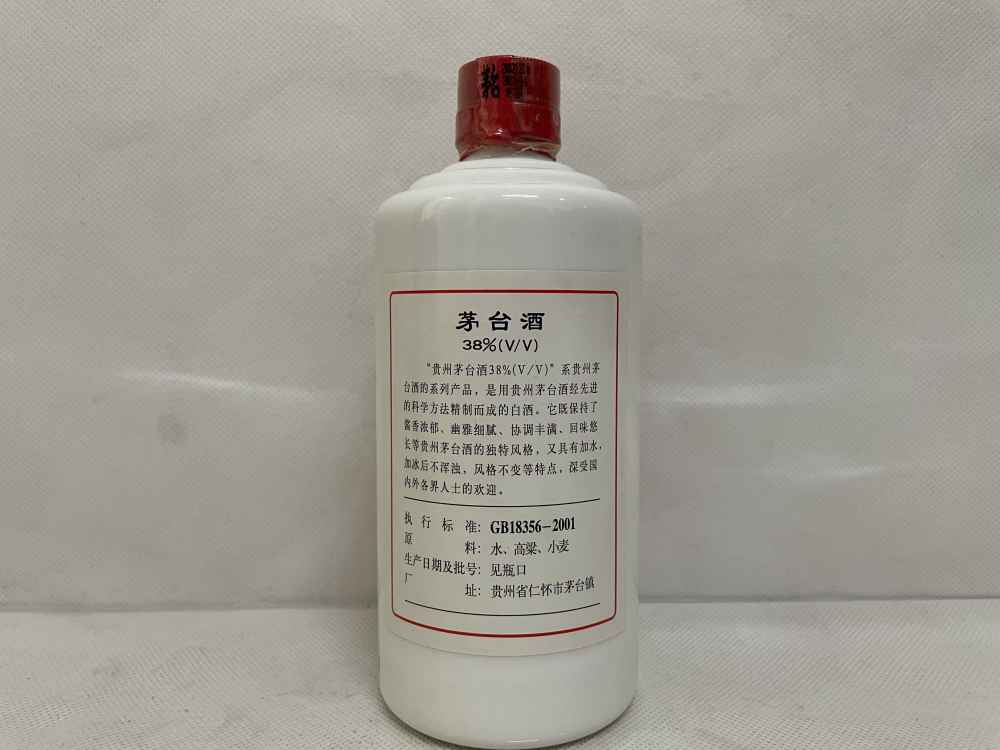 茅台酒
38%(V/V)
“贵州茅台酒38%(V/V)”系贵州茅
台酒的系列产品，是用贵州茅台酒经先进
的科学方法精制而成的白酒。它既保持了
酱香浓郁、幽雅细腻、协调丰满、回味悠
长等贵州茅台酒的独特风格，又具有加水，
加冰后不浑浊，风格不变等特点，深受国
内外各界人士的欢迎。
执行标准：GB18356-2001
原料：水、高粱、小麦
生产日期及批号：见瓶口
厂址：贵州省仁怀市茅台镇